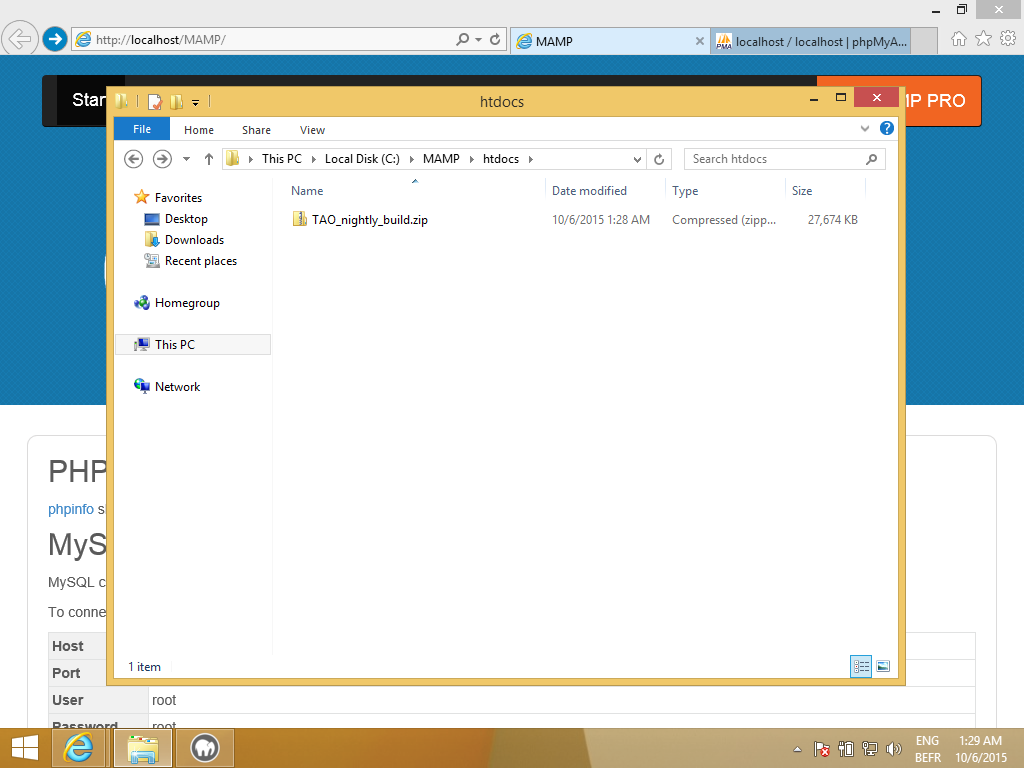 http://localhost/MAMP/
MAMP
localhost / localhost | phpMyA...
Star
MP PRO
htdocs
File
Home
Share
View
This PC
Local Disk (C:)
MAMP
htdocs
Search htdocs
Favorites
Desktop
Downloads
Recent places
Homegroup
This PC
Network
Name
Date modified
Type
Size
TAO_nightly_build.zip
10/6/2015 1:28 AM
Compressed (zipp...
27,674 KB
1 item
PHP
phpinfo s
MyS
MySQL c
To conne
Host
Port
User
root
Password
root
ENG
BEFR
1:29 AM
10/6/2015